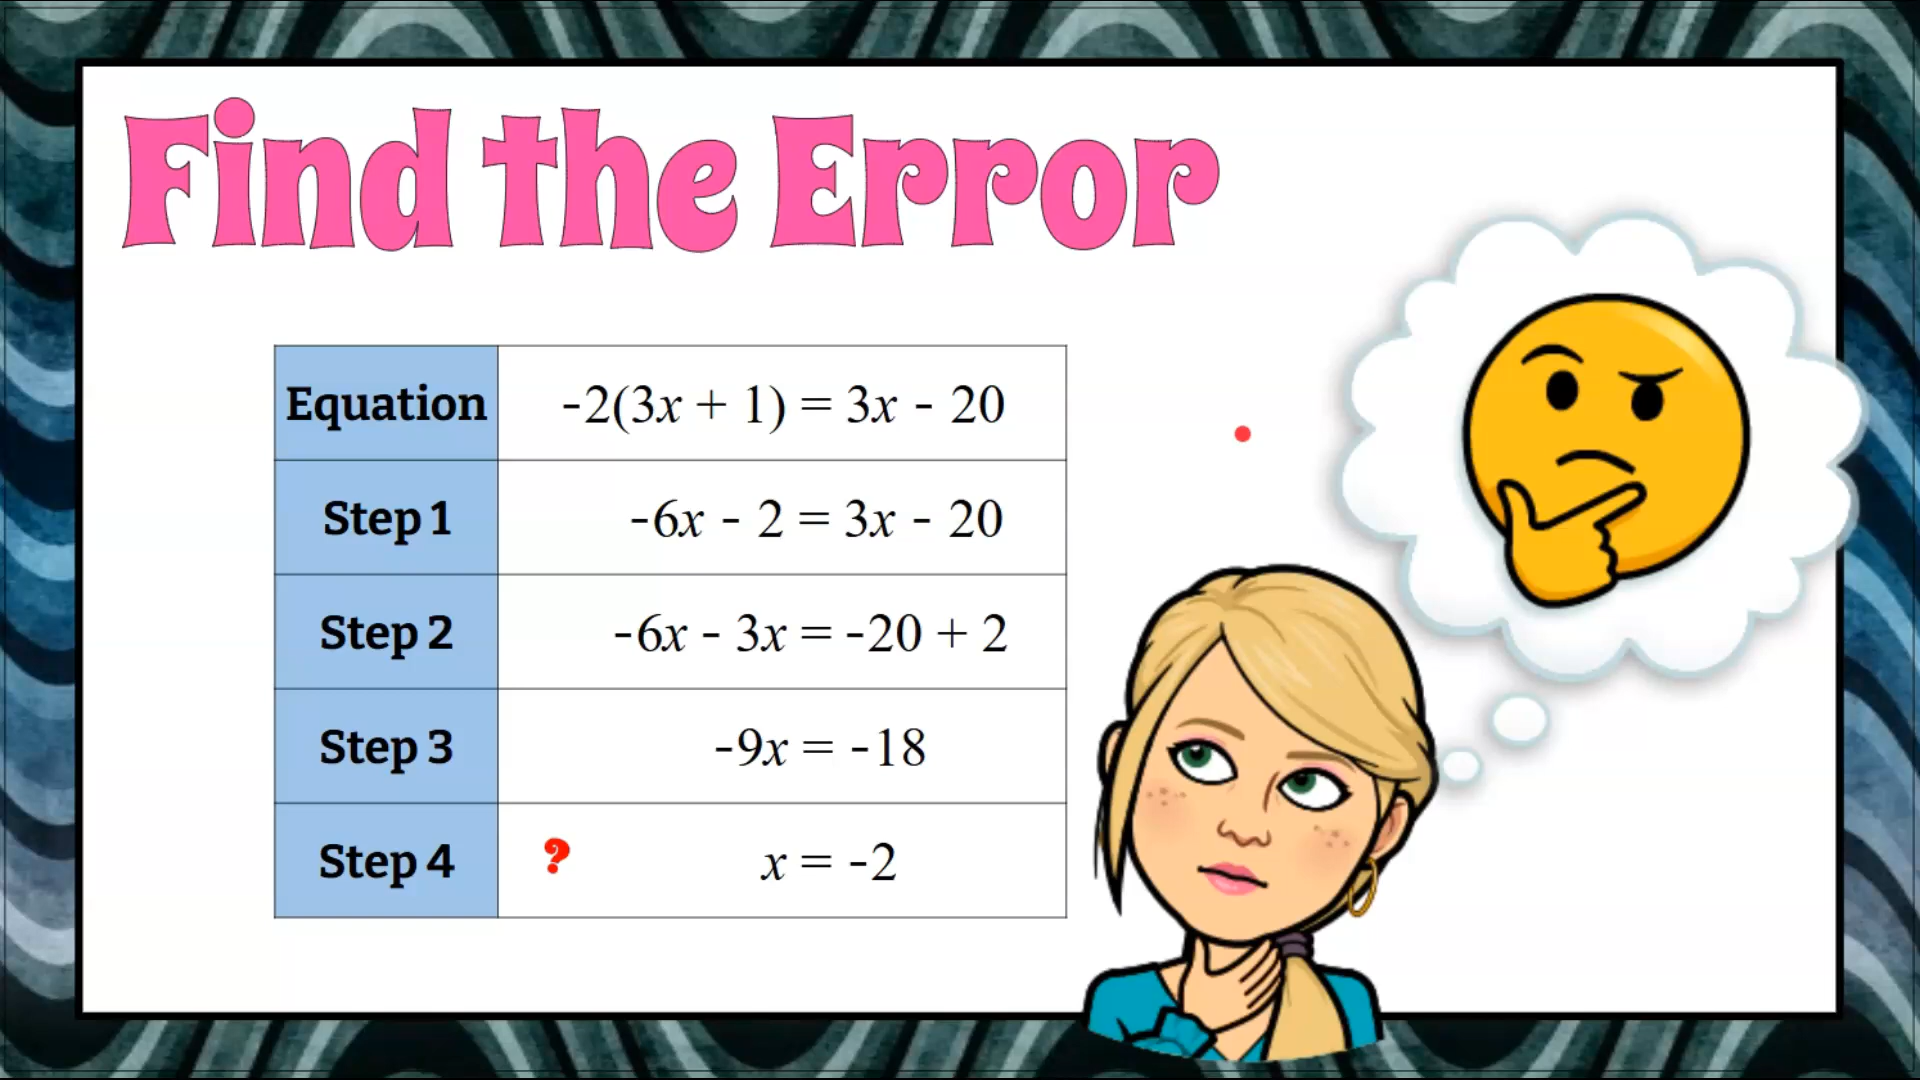 Find the Error
Equation -2(3x + 1) = 3x - 20
Step 1 -6x - 2 = 3x - 20
Step 2 -6x - 3x = -20 + 2
Step 3 -9x = -18
Step 4 ? x = -2